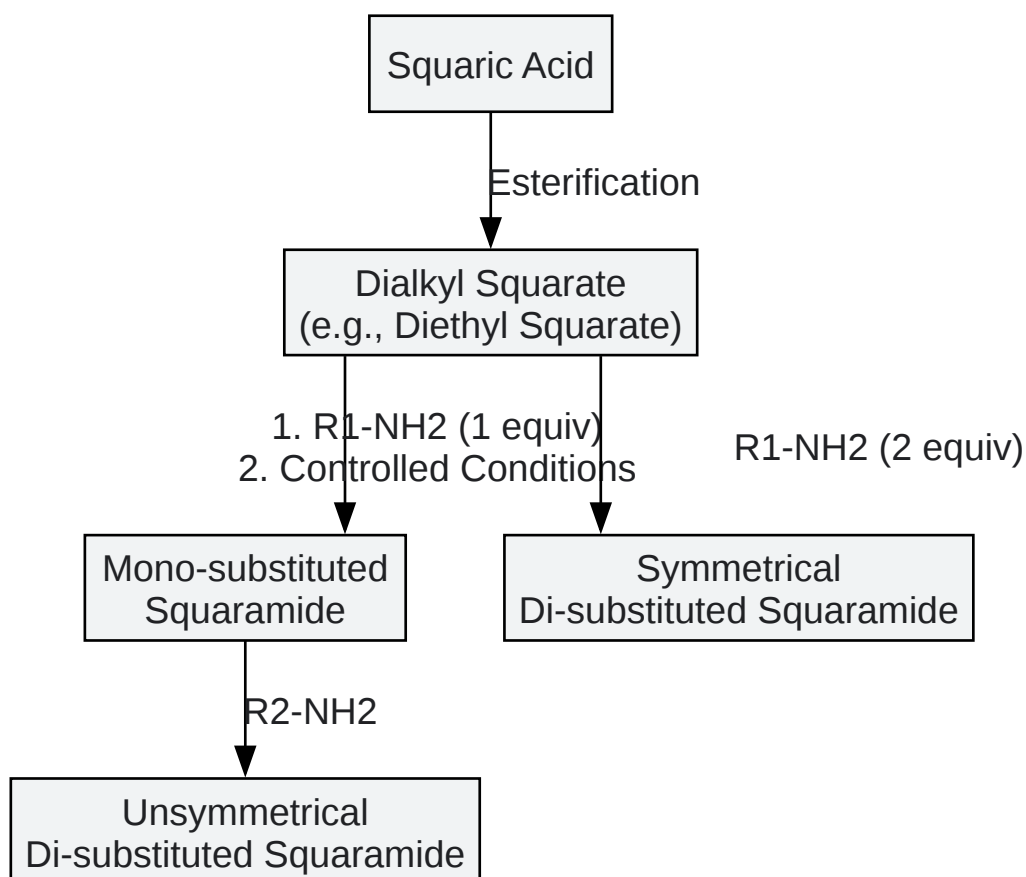 Squaric Acid
Esterification
Dialkyl Squarate
(e.g., Diethyl Squarate)
1. R1-NH2 (1 equiv)
2. Controlled Conditions
R1-NH2 (2 equiv)
Mono-substituted
Squaramide
Symmetrical
Di-substituted Squaramide
R2-NH2
Unsymmetrical
Di-substituted Squaramide